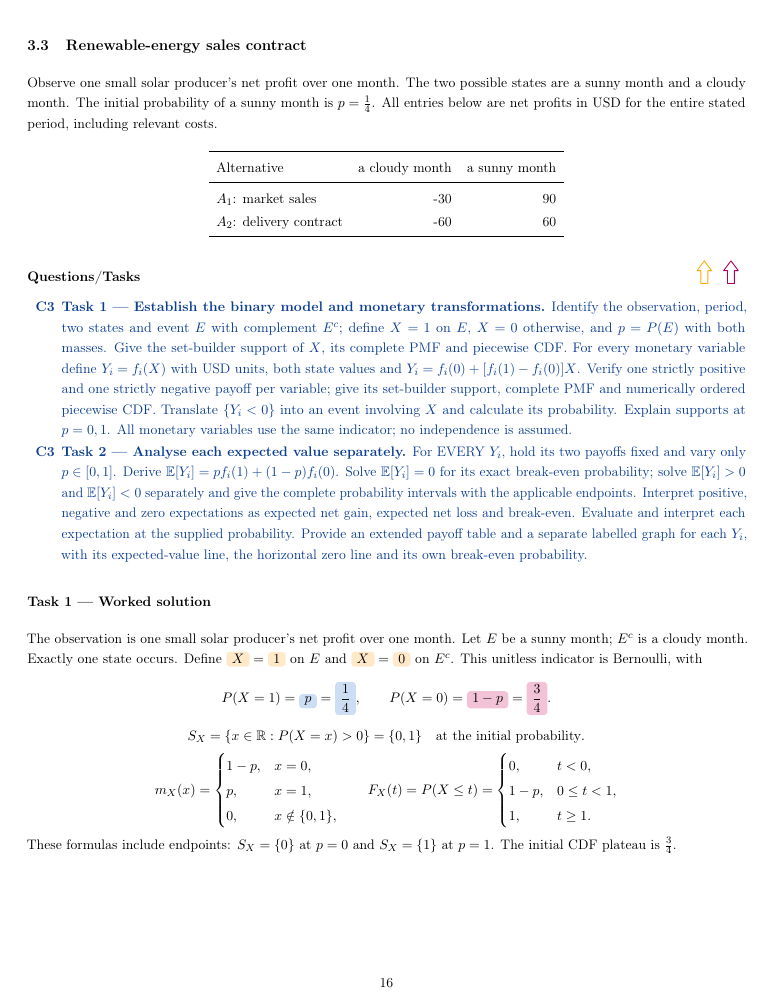 3.3 Renewable-energy sales contract
Observe one small solar producer's net profit over one month. The two possible states are a sunny month and a cloudy
month. The initial probability of a sunny month is p = 1/4. All entries below are net profits in USD for the entire stated
period, including relevant costs.
Alternative a cloudy month a sunny month
A₁: market sales -30 90
A₂: delivery contract -60 60
Questions/Tasks
C3 Task 1 — Establish the binary model and monetary transformations. Identify the observation, period,
two states and event E with complement Eᶜ; define X = 1 on E, X = 0 otherwise, and p = P(E) with both
masses. Give the set-builder support of X, its complete PMF and piecewise CDF. For every monetary variable
define Yᵢ = fᵢ(X) with USD units, both state values and Yᵢ = fᵢ(0) + [fᵢ(1) − fᵢ(0)]X. Verify one strictly positive
and one strictly negative payoff per variable; give its set-builder support, complete PMF and numerically ordered
piecewise CDF. Translate {Yᵢ < 0} into an event involving X and calculate its probability. Explain supports at
p = 0, 1. All monetary variables use the same indicator; no independence is assumed.
C3 Task 2 — Analyse each expected value separately. For EVERY Yᵢ, hold its two payoffs fixed and vary only
p ∈ [0, 1]. Derive 𝔼[Yᵢ] = pfᵢ(1) + (1 − p)fᵢ(0). Solve 𝔼[Yᵢ] = 0 for its exact break-even probability; solve 𝔼[Yᵢ] > 0
and 𝔼[Yᵢ] < 0 separately and give the complete probability intervals with the applicable endpoints. Interpret positive,
negative and zero expectations as expected net gain, expected net loss and break-even. Evaluate and interpret each
expectation at the supplied probability. Provide an extended payoff table and a separate labelled graph for each Yᵢ,
with its expected-value line, the horizontal zero line and its own break-even probability.
Task 1 — Worked solution
The observation is one small solar producer's net profit over one month. Let E be a sunny month; Eᶜ is a cloudy month.
Exactly one state occurs. Define X = 1 on E and X = 0 on Eᶜ. This unitless indicator is Bernoulli, with
P(X = 1) = p = 1/4, P(X = 0) = 1 − p = 3/4.
S_X = {x ∈ ℝ : P(X = x) > 0} = {0, 1} at the initial probability.
m_X(x) = { 1 − p, x = 0, p, x = 1, 0, x ∉ {0, 1}, F_X(t) = P(X ≤ t) = { 0, t < 0, 1 − p, 0 ≤ t < 1, 1, t ≥ 1.
These formulas include endpoints: S_X = {0} at p = 0 and S_X = {1} at p = 1. The initial CDF plateau is 3/4.
16